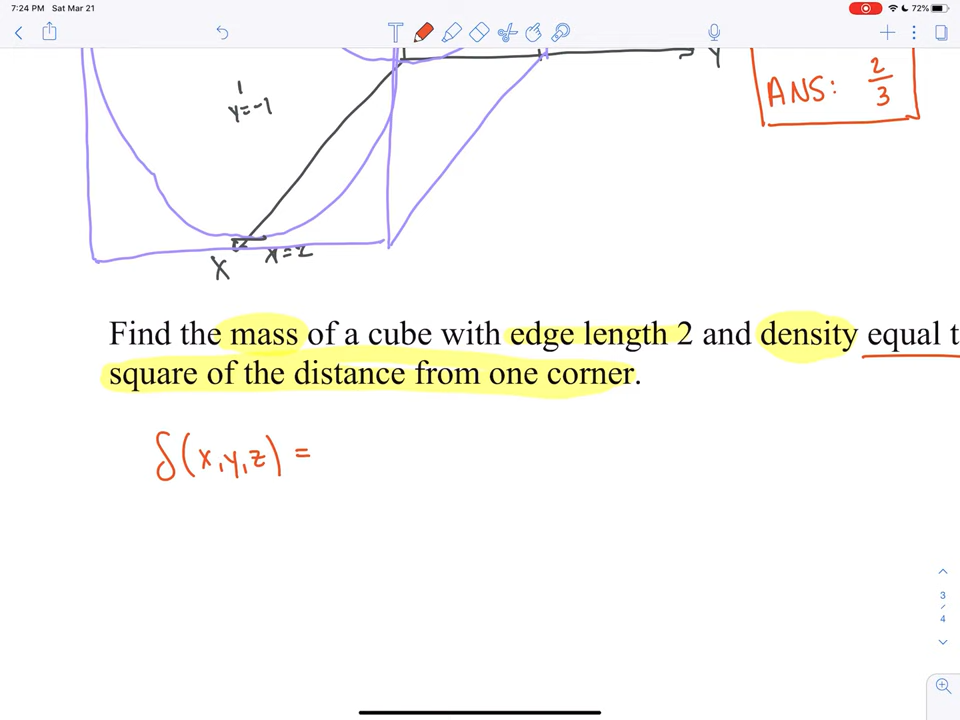 7:24 PM Sat Mar 21
72%
T
Y
y=-1
ANS: 2/3
X
x=2
Find the mass of a cube with edge length 2 and density equal t
square of the distance from one corner.
δ(x,y,z) =
3
/
4